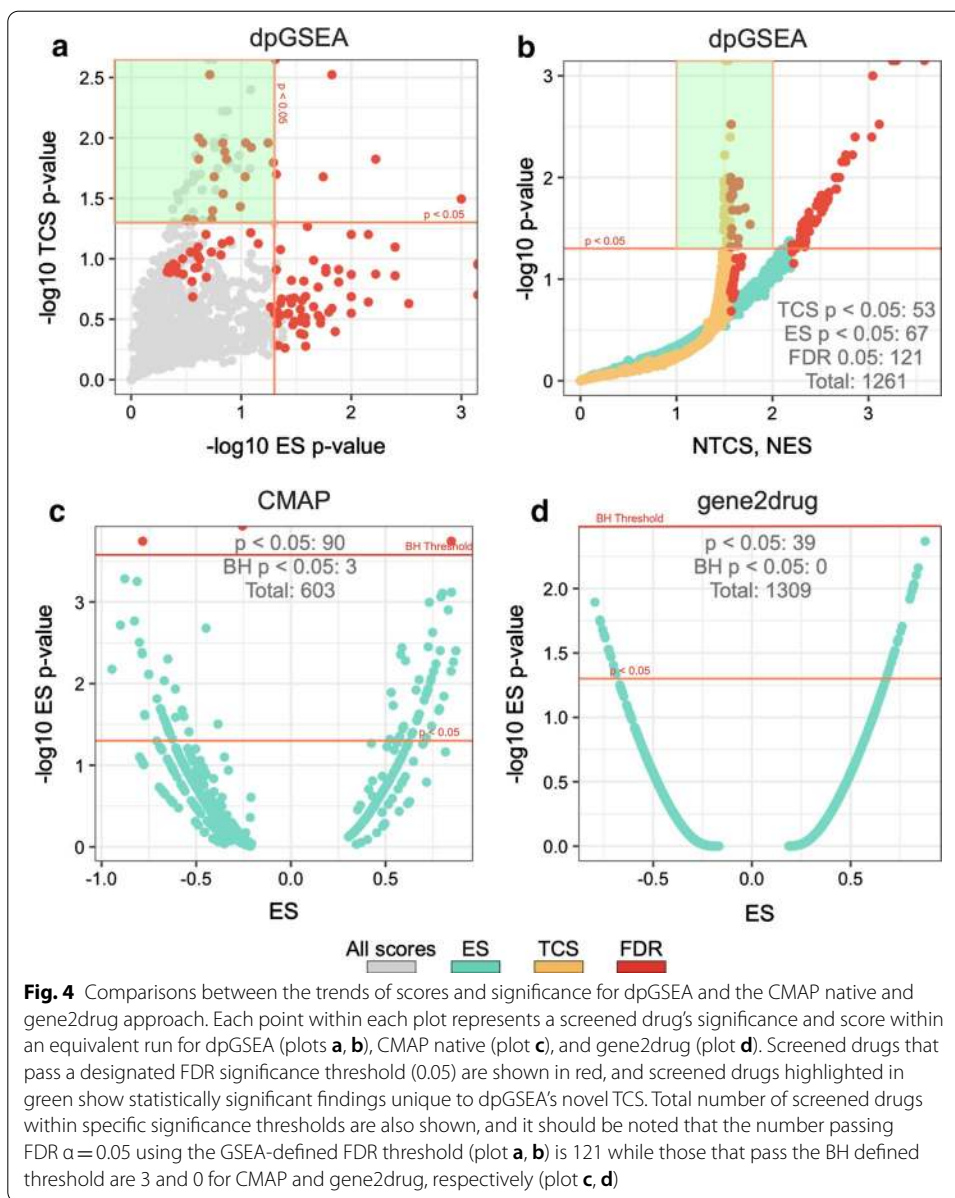 a
dpGSEA
2.5
2.0
1.5
1.0
0.5
0.0
-log10 TCS p-value
p < 0.05
p < 0.05
0
1
2
3
-log10 ES p-value
b
dpGSEA
3
2
1
0
-log10 p-value
p < 0.05
TCS p < 0.05: 53
ES p < 0.05: 67
FDR 0.05: 121
Total: 1261
0
1
2
3
NTCS, NES
c
CMAP
3
2
1
0
-log10 ES p-value
p < 0.05: 90
BH Threshold
BH p < 0.05: 3
Total: 603
p < 0.05
-1.0
-0.5
0.0
0.5
ES
d
gene2drug
BH Threshold
2.0
1.5
1.0
0.5
0.0
-log10 ES p-value
p < 0.05: 39
BH p < 0.05: 0
Total: 1309
p < 0.05
-0.5
0.0
0.5
ES
All scores ES TCS FDR
Fig. 4 Comparisons between the trends of scores and significance for dpGSEA and the CMAP native and
gene2drug approach. Each point within each plot represents a screened drug's significance and score within
an equivalent run for dpGSEA (plots a, b), CMAP native (plot c), and gene2drug (plot d). Screened drugs that
pass a designated FDR significance threshold (0.05) are shown in red, and screened drugs highlighted in
green show statistically significant findings unique to dpGSEA's novel TCS. Total number of screened drugs
within specific significance thresholds are also shown, and it should be noted that the number passing
FDR α = 0.05 using the GSEA-defined FDR threshold (plot a, b) is 121 while those that pass the BH defined
threshold are 3 and 0 for CMAP and gene2drug, respectively (plot c, d)